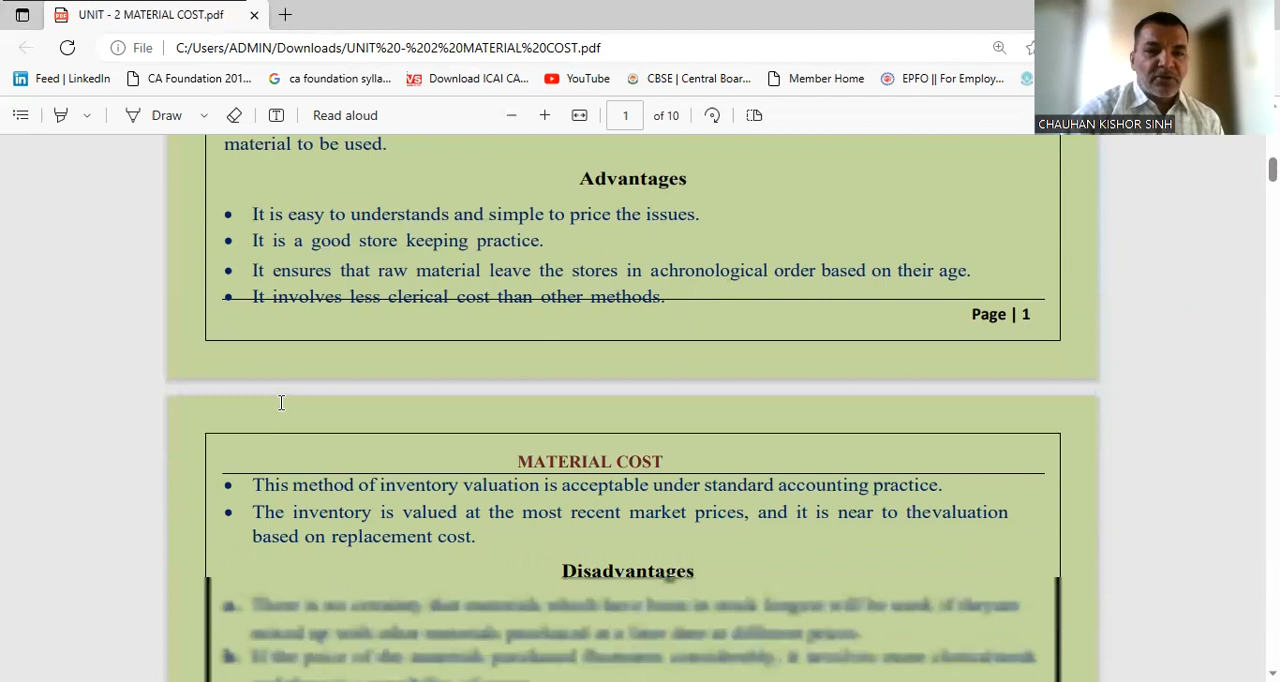 UNIT - 2 MATERIAL COST.pdf
File C:/Users/ADMIN/Downloads/UNIT%20-%202%20MATERIAL%20COST.pdf
Feed | LinkedIn CA Foundation 201... ca foundation sylla... Download ICAI CA... YouTube CBSE | Central Boar... Member Home EPFO || For Employ...
Draw Read aloud 1 of 10
CHAUHAN KISHOR SINH
material to be used.
Advantages
• It is easy to understands and simple to price the issues.
• It is a good store keeping practice.
• It ensures that raw material leave the stores in achronological order based on their age.
• It involves less clerical cost than other methods.
Page | 1
MATERIAL COST
• This method of inventory valuation is acceptable under standard accounting practice.
• The inventory is valued at the most recent market prices, and it is near to thevaluation
based on replacement cost.
Disadvantages